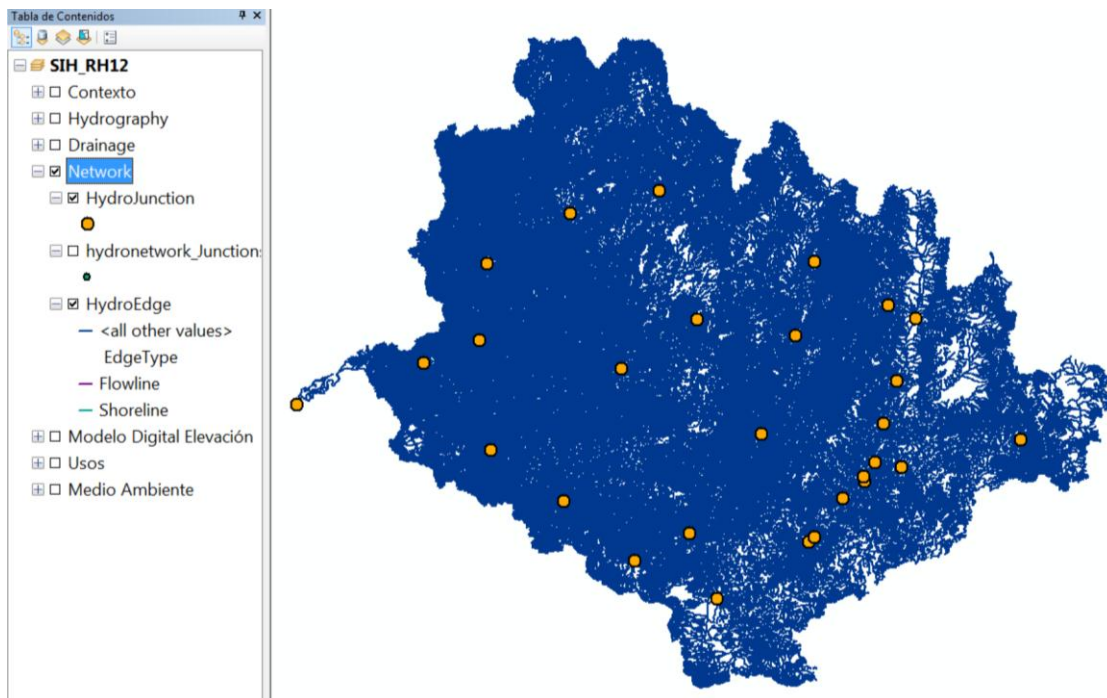 Tabla de Contenidos
SIH_RH12
Contexto
Hydrography
Drainage
Network
HydroJunction
hydronetwork_Junctions
HydroEdge
<all other values>
EdgeType
Flowline
Shoreline
Modelo Digital Elevación
Usos
Medio Ambiente